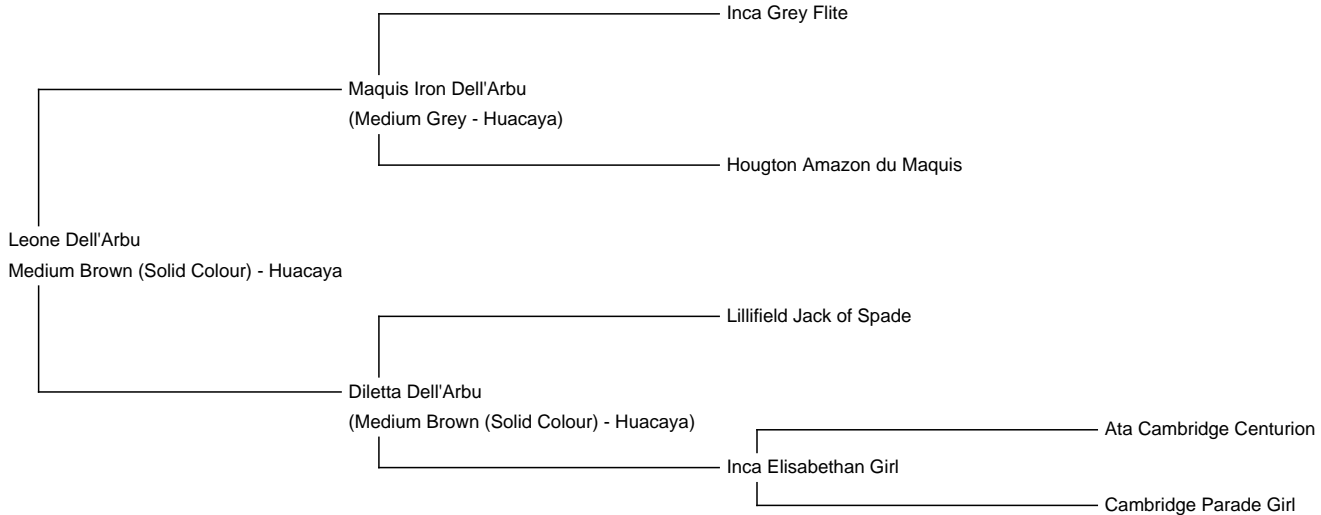 Inca Grey Flite
Maquis Iron Dell'Arbu
(Medium Grey - Huacaya)
Hougton Amazon du Maquis
Leone Dell'Arbu
Medium Brown (Solid Colour) - Huacaya
Lillifield Jack of Spade
Diletta Dell'Arbu
(Medium Brown (Solid Colour) - Huacaya)
Ata Cambridge Centurion
Inca Elisabethan Girl
Cambridge Parade Girl